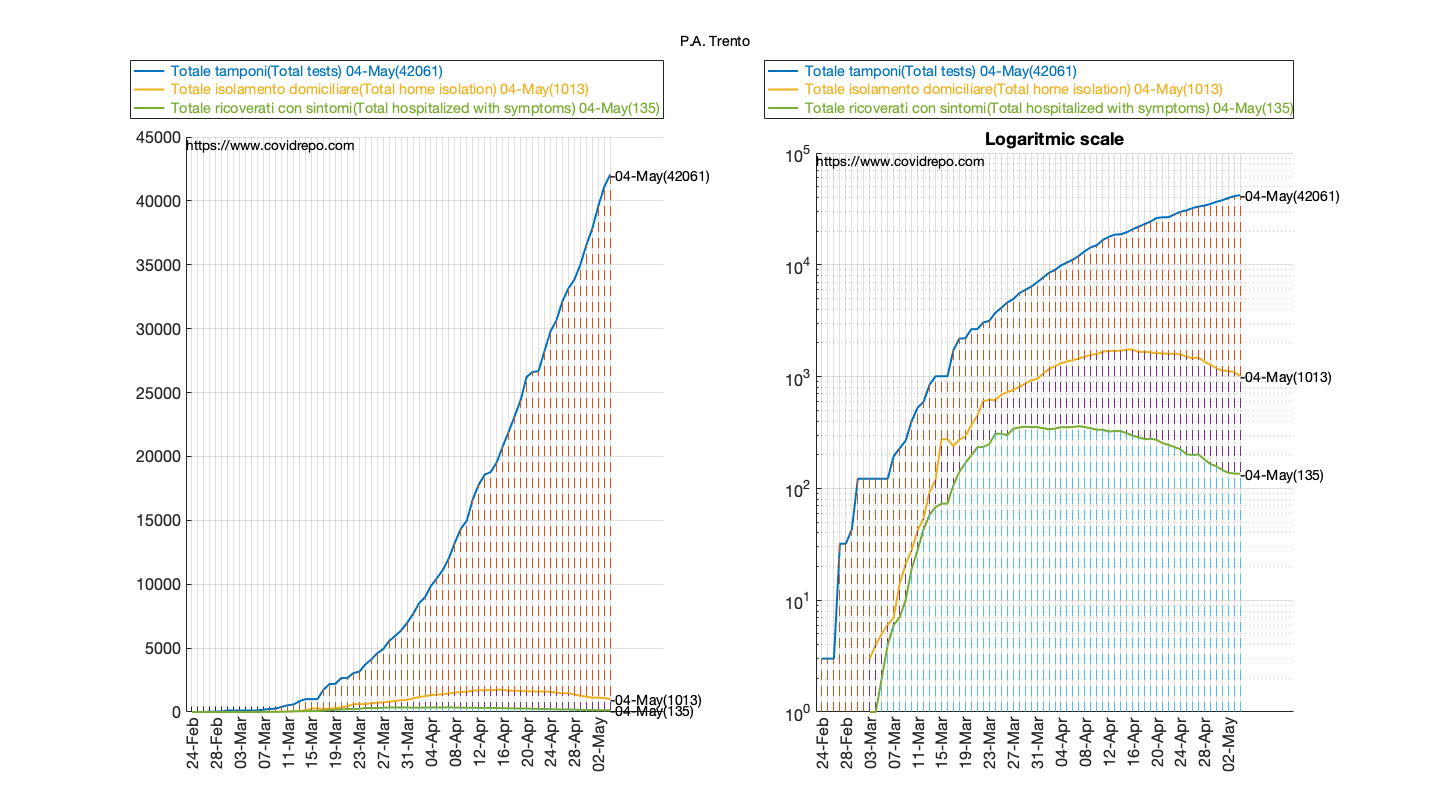 P.A. Trento
Totale tamponi(Total tests) 04-May(42061)
Totale isolamento domiciliare(Total home isolation) 04-May(1013)
Totale ricoverati con sintomi(Total hospitalized with symptoms) 04-May(135)
45000
40000
35000
30000
25000
20000
15000
10000
5000
0
https://www.covidrepo.com
04-May(42061)
04-May(1013)
04-May(135)
24-Feb
28-Feb
03-Mar
07-Mar
11-Mar
15-Mar
19-Mar
23-Mar
27-Mar
31-Mar
04-Apr
08-Apr
12-Apr
16-Apr
20-Apr
24-Apr
28-Apr
02-May
Totale tamponi(Total tests) 04-May(42061)
Totale isolamento domiciliare(Total home isolation) 04-May(1013)
Totale ricoverati con sintomi(Total hospitalized with symptoms) 04-May(135)
Logaritmic scale
10^5
10^4
10^3
10^2
10^1
10^0
https://www.covidrepo.com
04-May(42061)
04-May(1013)
04-May(135)
24-Feb
28-Feb
03-Mar
07-Mar
11-Mar
15-Mar
19-Mar
23-Mar
27-Mar
31-Mar
04-Apr
08-Apr
12-Apr
16-Apr
20-Apr
24-Apr
28-Apr
02-May